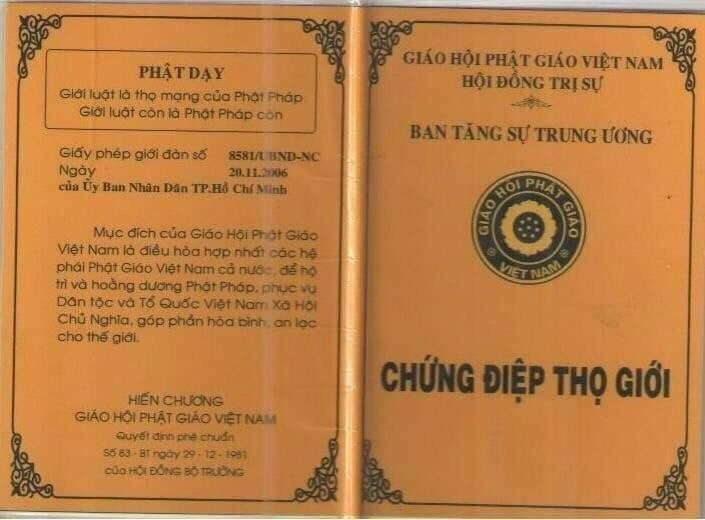 PHẬT DẠY
Giới luật là thọ mạng của Phật Pháp
Giới luật còn là Phật Pháp còn
Giấy phép giới đàn số 8581/UBND-NC
Ngày 20.11.2006
của Ủy Ban Nhân Dân TP.Hồ Chí Minh
Mục đích của Giáo Hội Phật Giáo
Việt Nam là điều hòa hợp nhất các hệ
phái Phật Giáo Việt Nam cả nước, để hộ
trì và hoằng dương Phật Pháp, phục vụ
Dân tộc và Tổ Quốc Việt Nam Xã Hội
Chủ Nghĩa, góp phần hòa bình, an lạc
cho thế giới.
HIẾN CHƯƠNG
GIÁO HỘI PHẬT GIÁO VIỆT NAM
Quyết định phê chuẩn
Số 83 - BT ngày 29 - 12 - 1981
của HỘI ĐỒNG BỘ TRƯỞNG
GIÁO HỘI PHẬT GIÁO VIỆT NAM
HỘI ĐỒNG TRỊ SỰ
BAN TĂNG SỰ TRUNG ƯƠNG
GIÁO HỘI PHẬT GIÁO
VIỆT NAM
CHỨNG ĐIỆP THỌ GIỚI